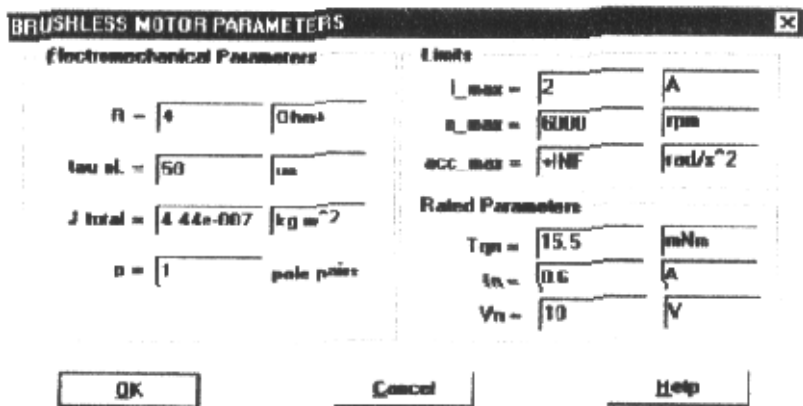 BRUSHLESS MOTOR PARAMETERS
Electromechanical Parameters
R = 4 Ohms
tau el. = 50 us
J total = 4.44e-007 kg m^2
p = 1 pole pairs
Limits
I_max = 2 A
n_max = 6000 rpm
acc_max = +INF rad/s^2
Rated Parameters
Tqn = 15.5 mNm
In = 0.6 A
Vn = 10 V
OK Cancel Help